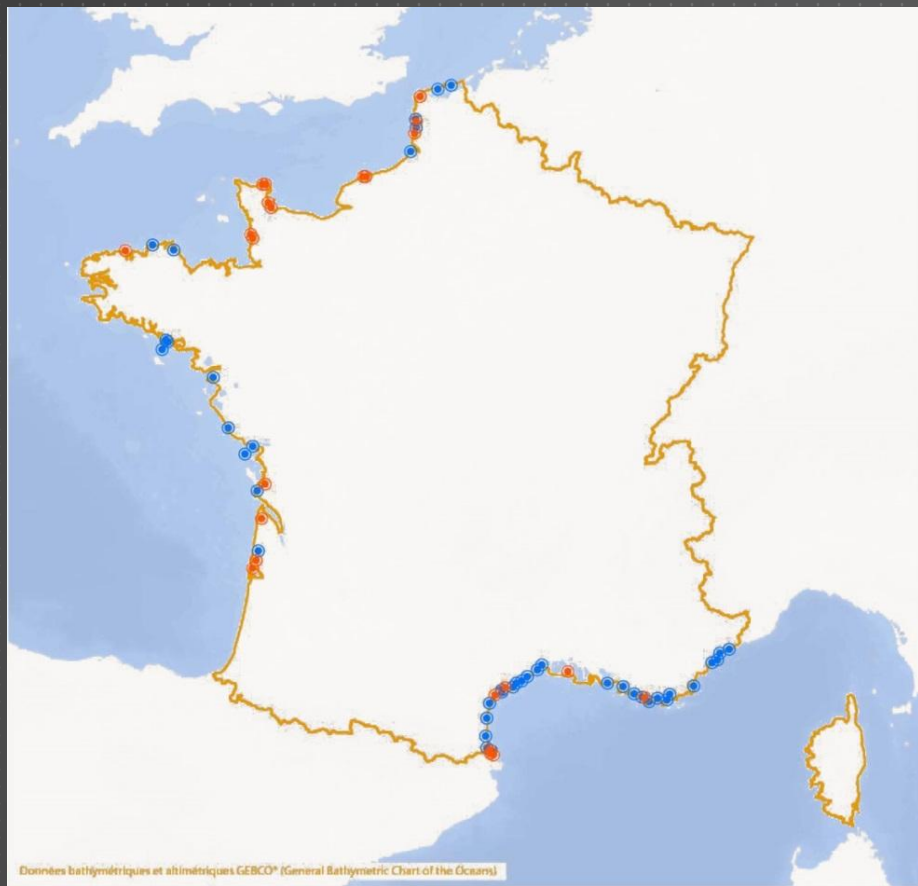 Données bathymétriques et altimétriques GEBCO* (General Bathymetric Chart of the Oceans)